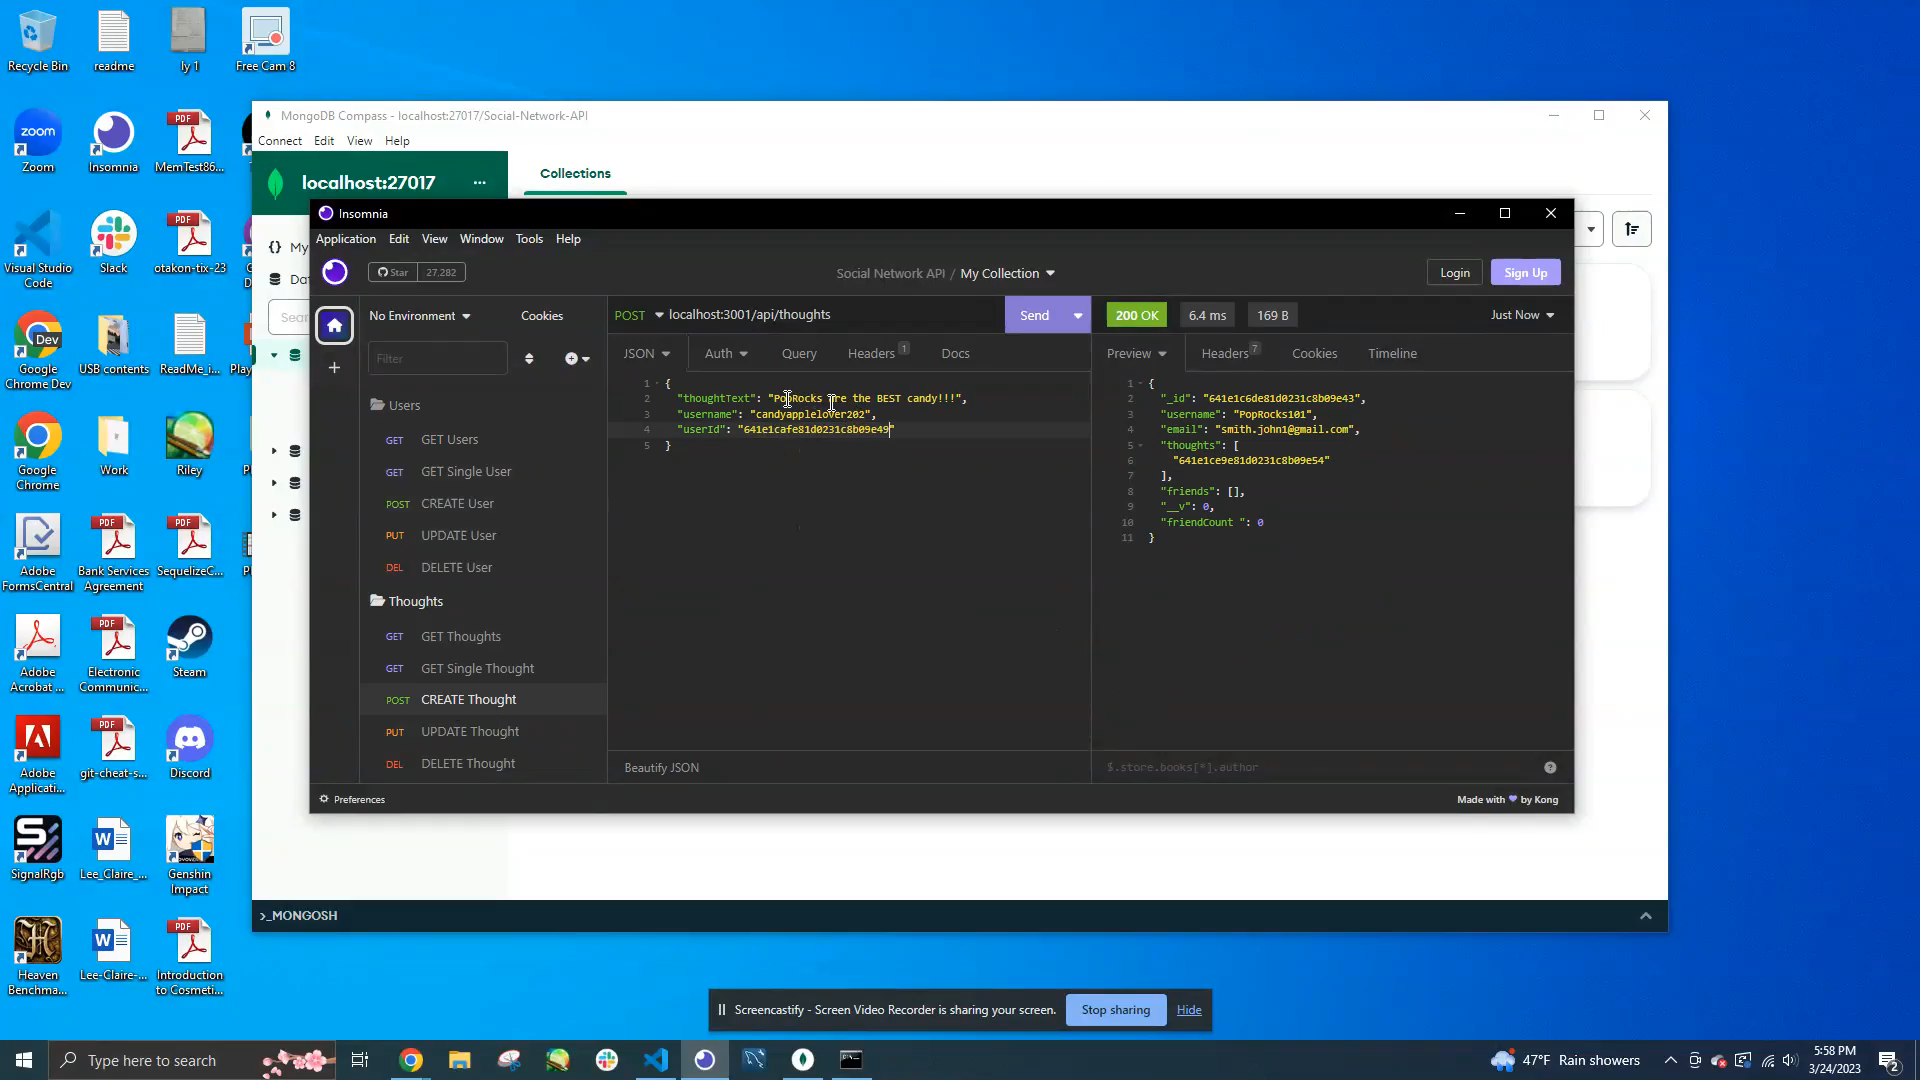 Recycle Bin
readme
ly 1
Free Cam 8
Zoom
Insomnia
MemTest86...
Visual Studio Code
Slack
otakon-tix-23
Google Chrome Dev
USB contents
ReadMe_i...
Google Chrome
Work
Riley
Adobe FormsCentral
Bank Services Agreement
SequelizeC...
Adobe Acrobat ...
Electronic Communic...
Steam
Adobe Applicati...
git-cheat-s...
Discord
SignalRgb
Lee_Claire_...
Genshin Impact
Heaven Benchma...
Lee-Claire-...
Introduction to Cosmeti...
MongoDB Compass - localhost:27017/Social-Network-API
Connect Edit View Help
localhost:27017 ...
Collections
{} My
Insomnia
Application Edit View Window Tools Help
Star 27,282
Social Network API / My Collection
Login Sign Up
No Environment Cookies
POST localhost:3001/api/thoughts Send
200 OK 6.4 ms 169 B Just Now
Filter
JSON Auth Query Headers 1 Docs
Preview Headers 7 Cookies Timeline
Users
GET GET Users
GET GET Single User
POST CREATE User
PUT UPDATE User
DEL DELETE User
Thoughts
GET GET Thoughts
GET GET Single Thought
POST CREATE Thought
PUT UPDATE Thought
DEL DELETE Thought
1 {
2 "thoughtText": "PopRocks are the BEST candy!!!",
3 "username": "candyapplelover202",
4 "userId": "641e1cafe81d0231c8b09e49"
5 }
1 {
2 "_id": "641e1c6de81d0231c8b09e43",
3 "username": "PopRocks101",
4 "email": "smith.john1@gmail.com",
5 "thoughts": [
6 "641e1ce9e81d0231c8b09e54"
7 ],
8 "friends": [],
9 "__v": 0,
10 "friendCount ": 0
11 }
Beautify JSON
$.store.books[*].author
Preferences
Made with by Kong
>_MONGOSH
Screencastify - Screen Video Recorder is sharing your screen. Stop sharing Hide
Type here to search
47°F Rain showers
5:58 PM
3/24/2023
2